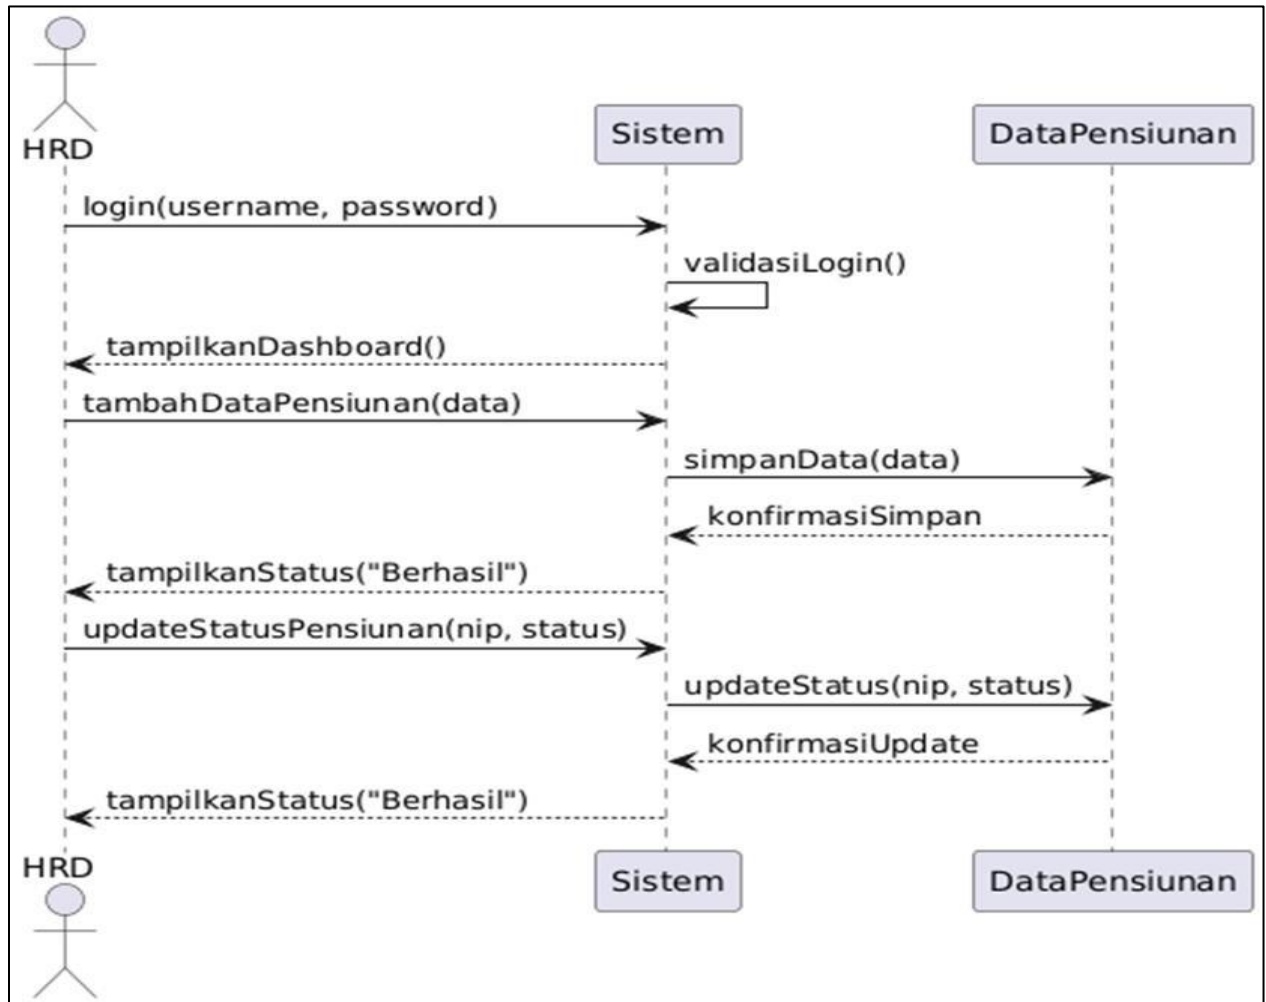 HRD
Sistem
DataPensiunan
login(username, password)
validasiLogin()
tampilkanDashboard()
tambahDataPensiunan(data)
simpanData(data)
konfirmasiSimpan
tampilkanStatus("Berhasil")
updateStatusPensiunan(nip, status)
updateStatus(nip, status)
konfirmasiUpdate
tampilkanStatus("Berhasil")
HRD
Sistem
DataPensiunan